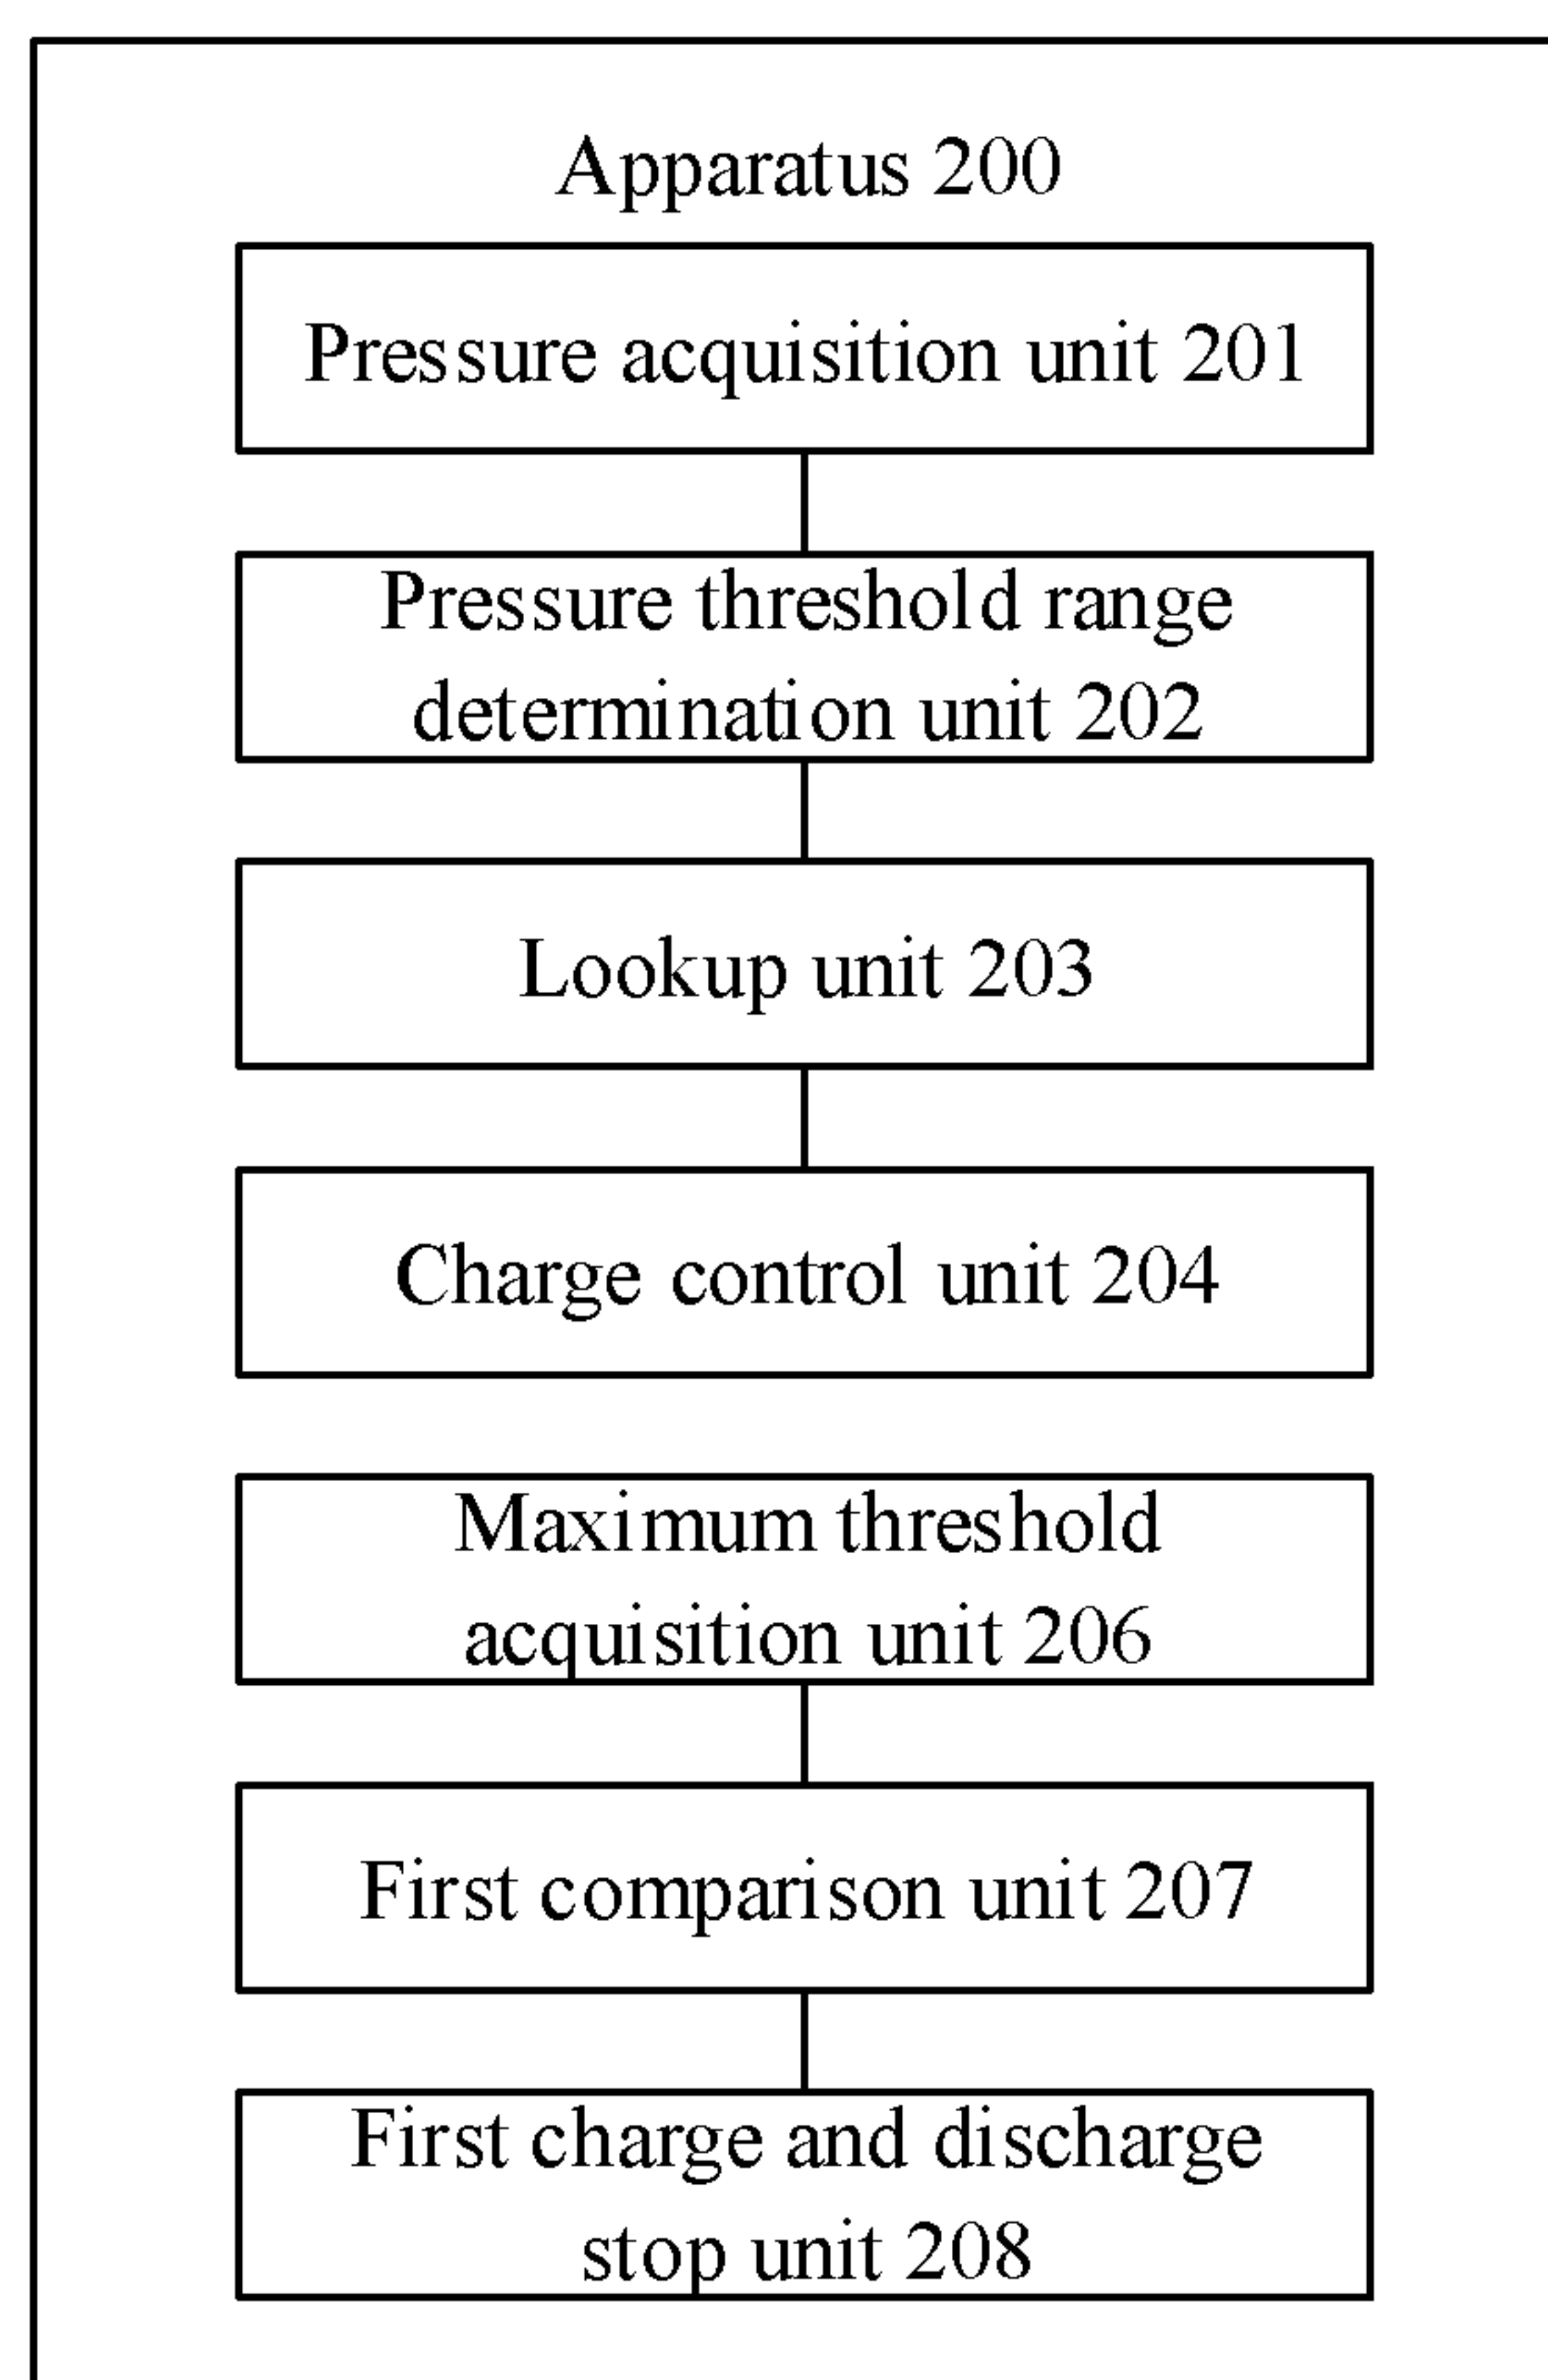 Apparatus 200
Pressure acquisition unit 201
Pressure threshold range
determination unit 202
Lookup unit 203
Charge control unit 204
Maximum threshold
acquisition unit 206
First comparison unit 207
First charge and discharge
stop unit 208